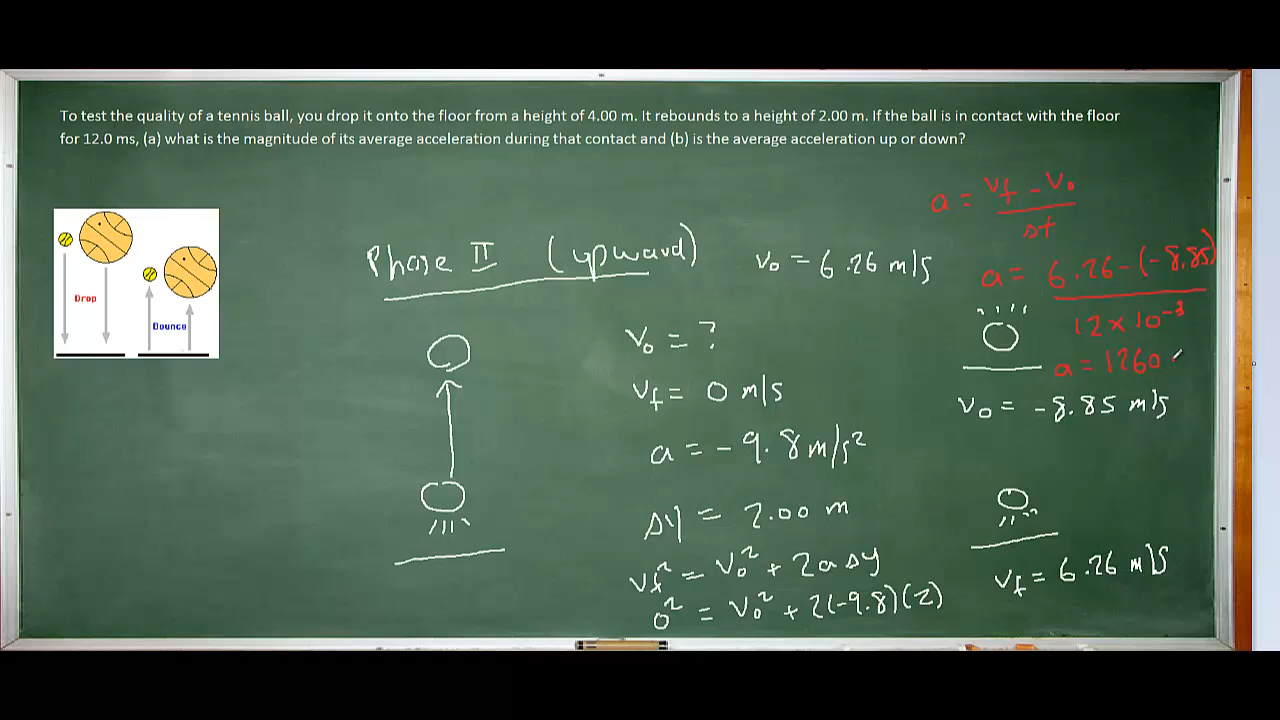 To test the quality of a tennis ball, you drop it onto the floor from a height of 4.00 m. It rebounds to a height of 2.00 m. If the ball is in contact with the floor
for 12.0 ms, (a) what is the magnitude of its average acceleration during that contact and (b) is the average acceleration up or down?
Drop
Bounce
Phase II (upward)
v₀ = 6.26 m/s
v₀ = ?
v_f = 0 m/s
a = -9.8 m/s²
Δy = 2.00 m
v_f² = v₀² + 2aΔy
0² = v₀² + 2(-9.8)(2)
a = (v_f - v₀) / Δt
a = (6.26 - (-8.85)) / (12 × 10⁻³)
a = 1260
v₀ = -8.85 m/s
v_f = 6.26 m/s